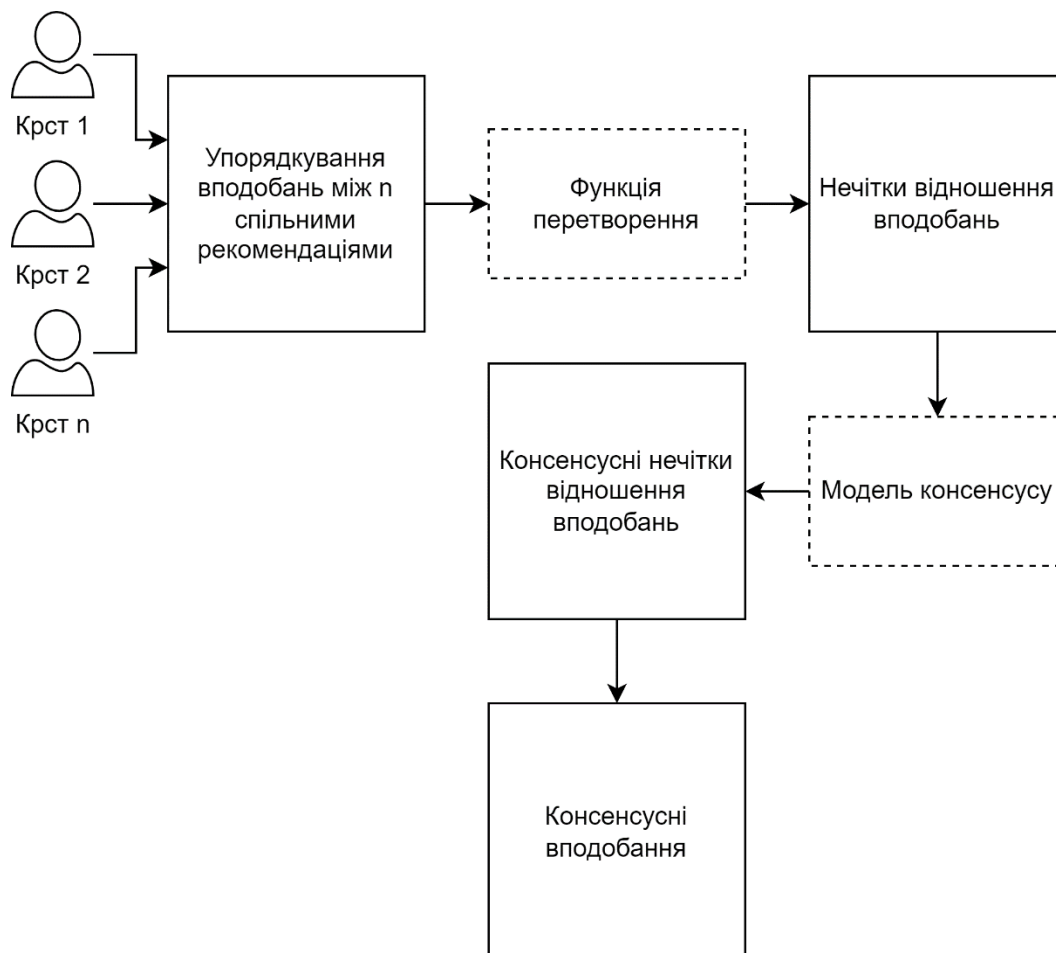 Крст 1
Крст 2
Крст n
Упорядкування
вподобань між n
спільними
рекомендаціями
Функція
перетворення
Нечітки відношення
вподобань
Модель консенсусу
Консенсусні нечітки
відношення
вподобань
Консенсусні
вподобання